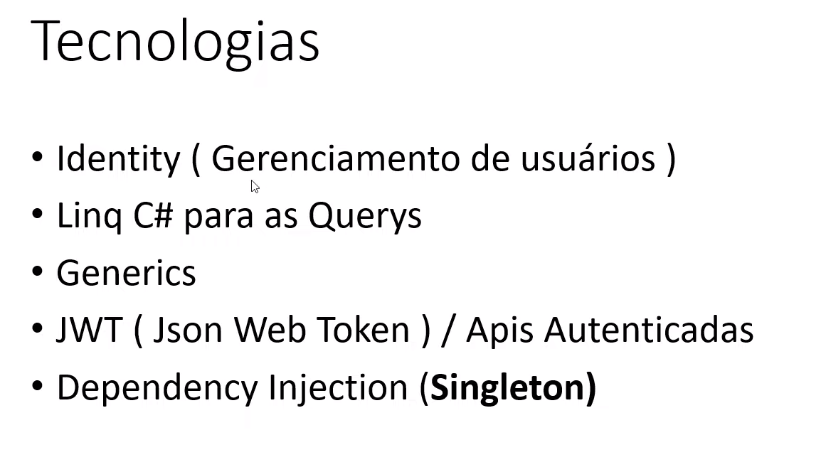 Tecnologias
• Identity ( Gerenciamento de usuários )
• Linq C# para as Querys
• Generics
• JWT ( Json Web Token ) / Apis Autenticadas
• Dependency Injection (Singleton)